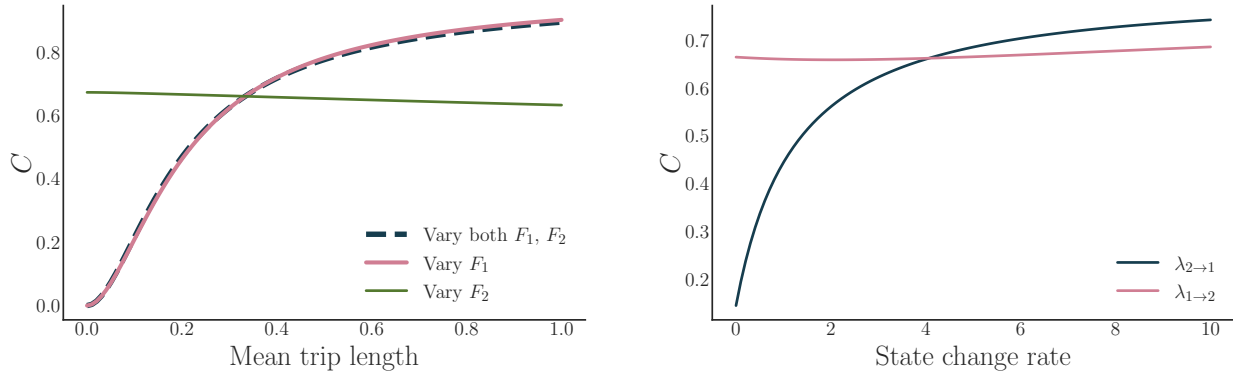 C
0.8
0.6
0.4
0.2
0.0
0.0 0.2 0.4 0.6 0.8 1.0
Mean trip length
Vary both F₁, F₂
Vary F₁
Vary F₂
C
0.7
0.6
0.5
0.4
0.3
0.2
0 2 4 6 8 10
State change rate
λ₂→₁
λ₁→₂